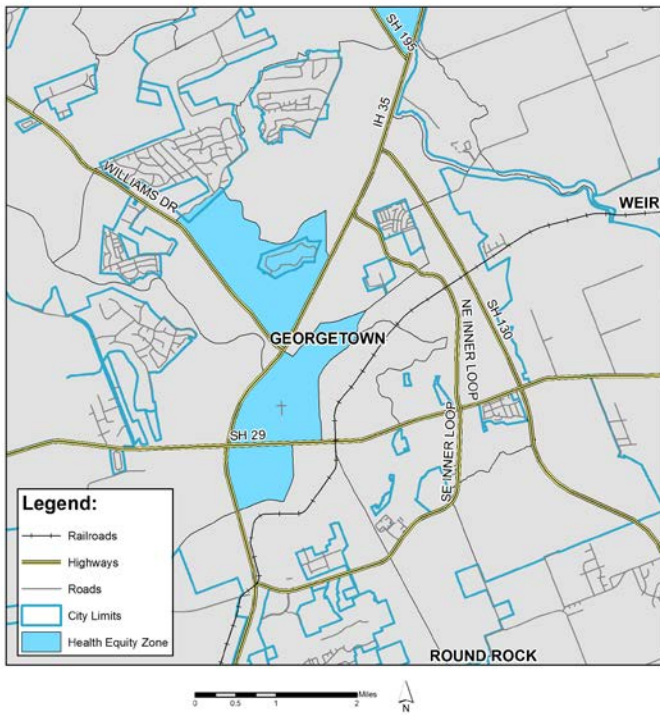 SH 195
IH 35
WILLIAMS DR
WEIR
SH 130
NE INNER LOOP
GEORGETOWN
SH 29
SE INNER LOOP
Legend:
Railroads
Highways
Roads
City Limits
Health Equity Zone
ROUND ROCK
0 0.5 1 2 Miles
N